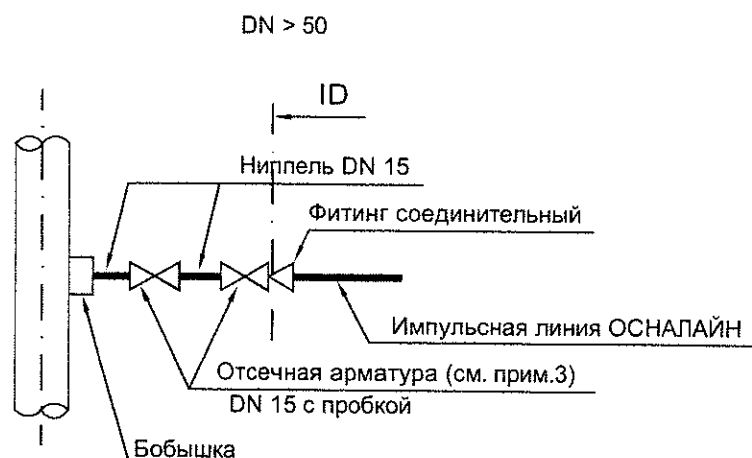 DN > 50
ID
Ниппель DN 15
Фитинг соединительный
Импульсная линия ОСНАЛАЙН
Отсечная арматура (см. прим.3)
DN 15 с пробкой
Бобышка